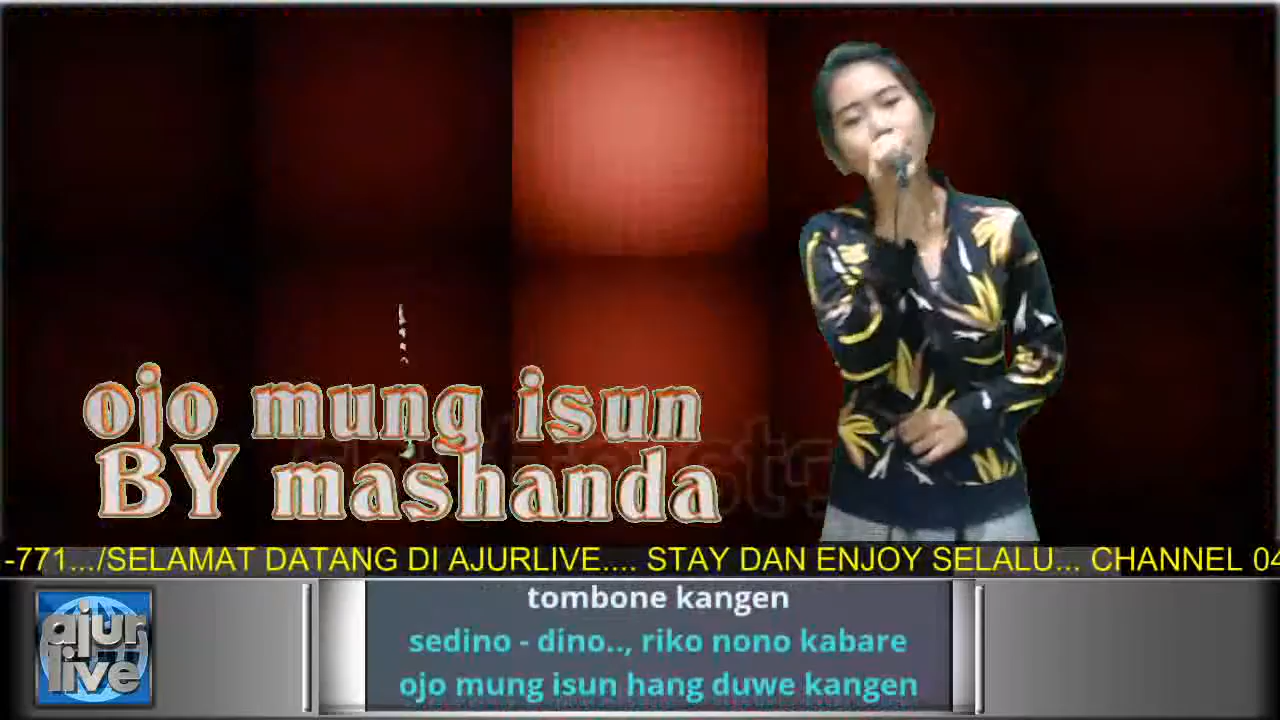 ojo mung isun
BY mashanda
-771.../SELAMAT DATANG DI AJURLIVE.... STAY DAN ENJOY SELALU... CHANNEL 04
ajur
live
tombone kangen
sedino - dino.., riko nono kabare
ojo mung isun hang duwe kangen